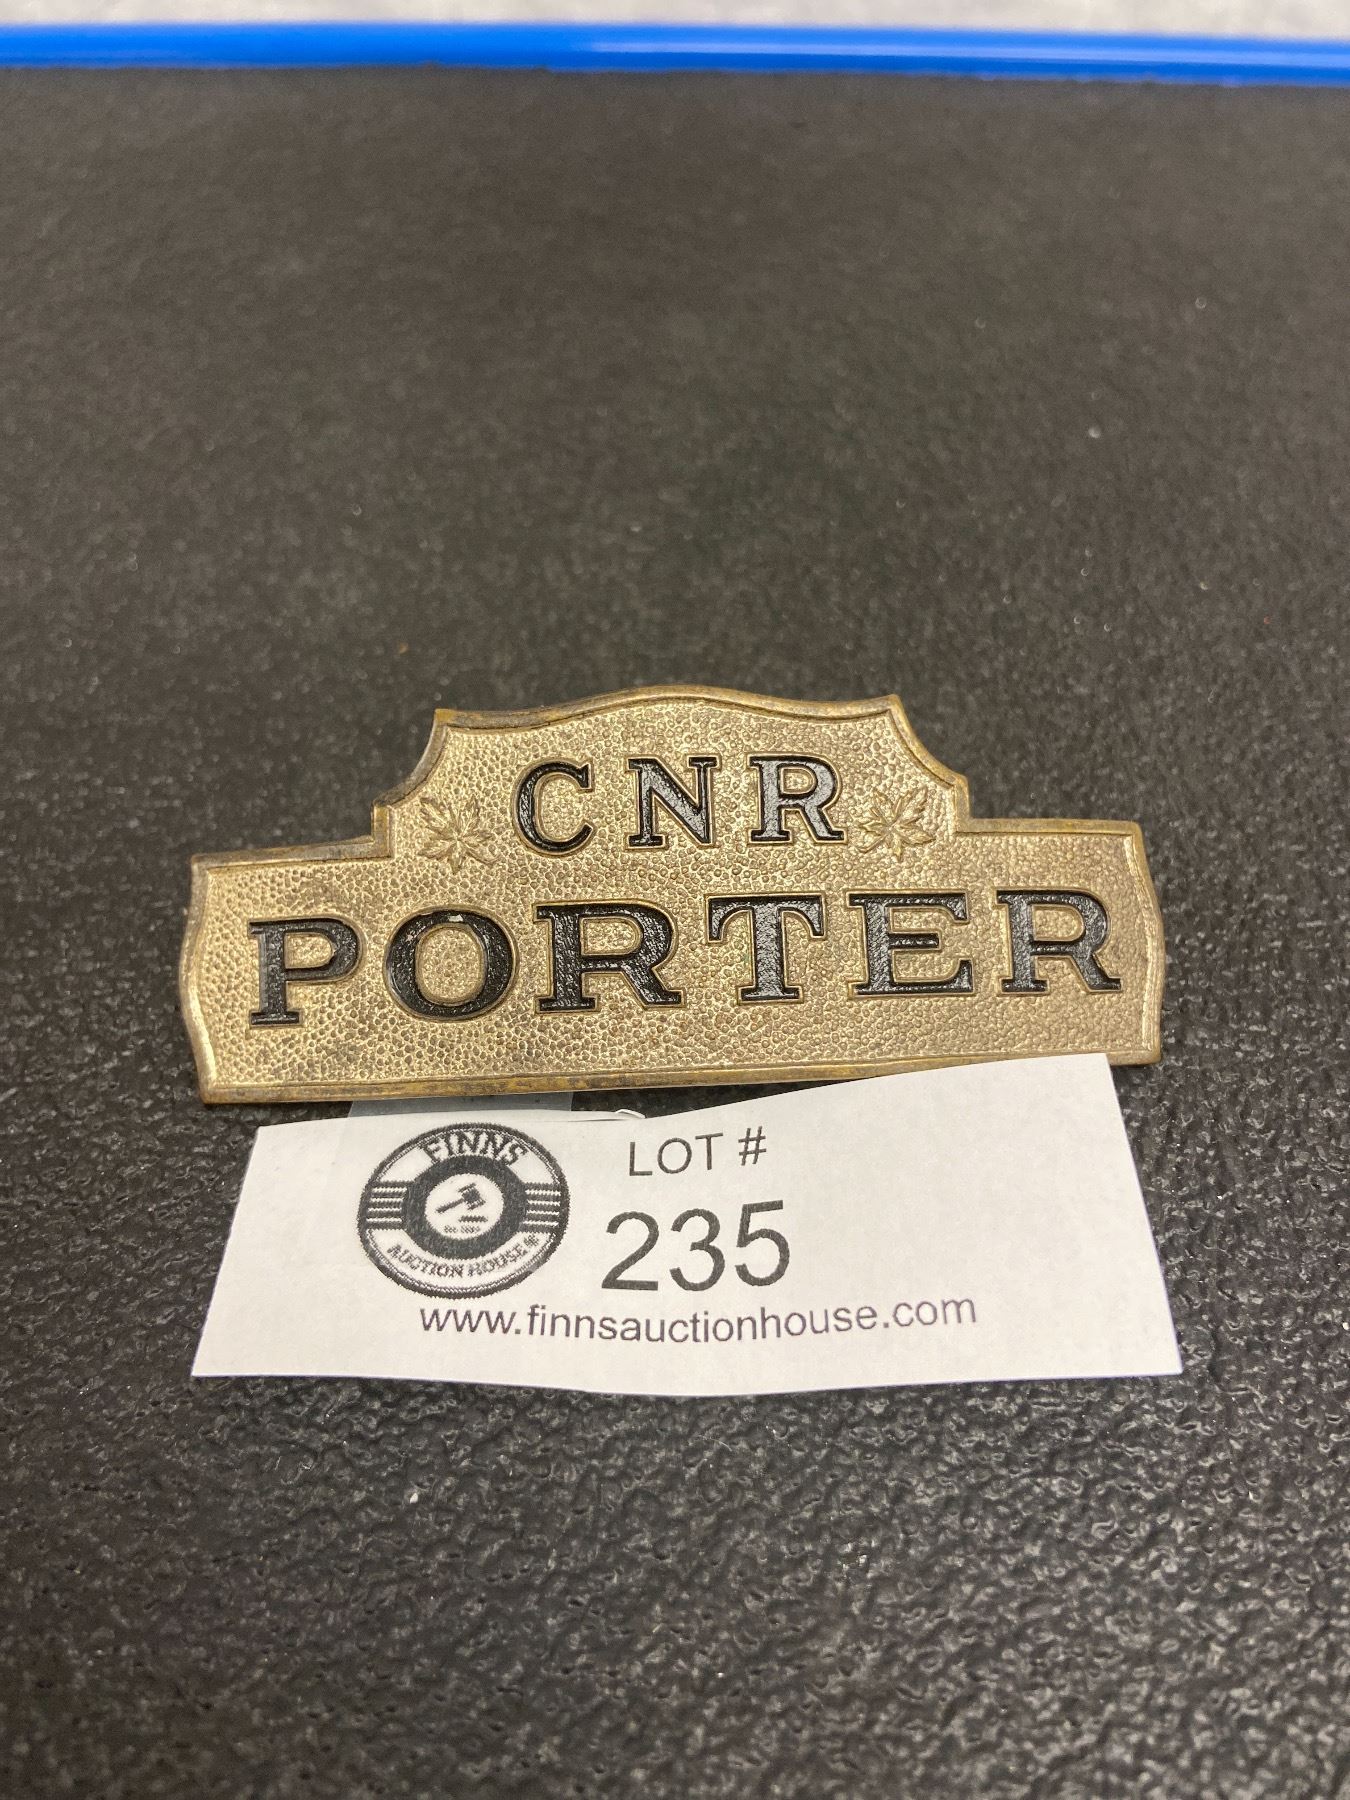 CNR
PORTER
LOT #
235
FINNS
AUCTION HOUSE
www.finnsauctionhouse.com